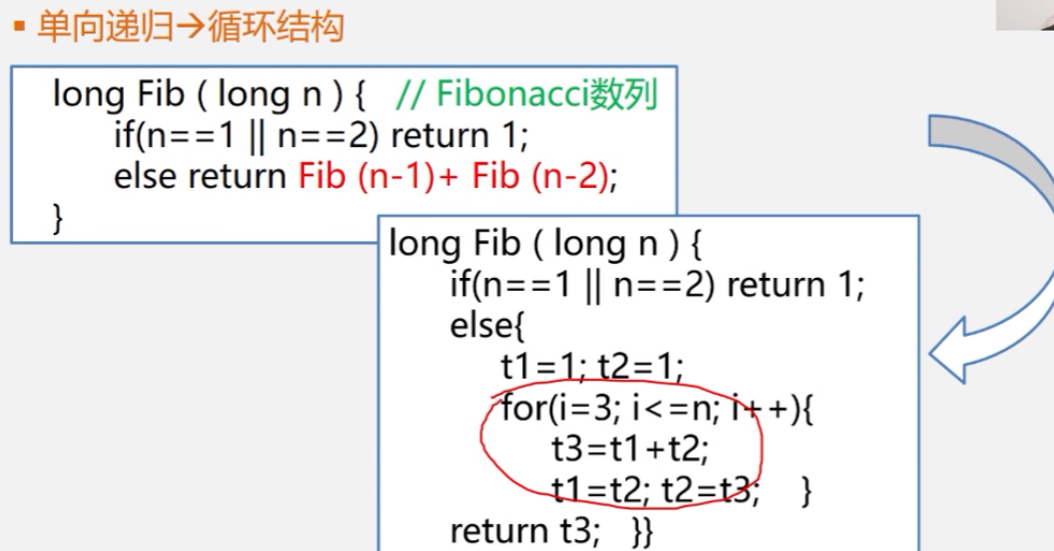 ▪ 单向递归→循环结构
long Fib ( long n ) {   // Fibonacci数列
if(n==1 || n==2) return 1;
else return Fib (n-1)+ Fib (n-2);
}
long Fib ( long n ) {
if(n==1 || n==2) return 1;
else{
t1=1; t2=1;
for(i=3; i<=n; i++){
t3=t1+t2;
t1=t2; t2=t3;   }
return t3;   }}